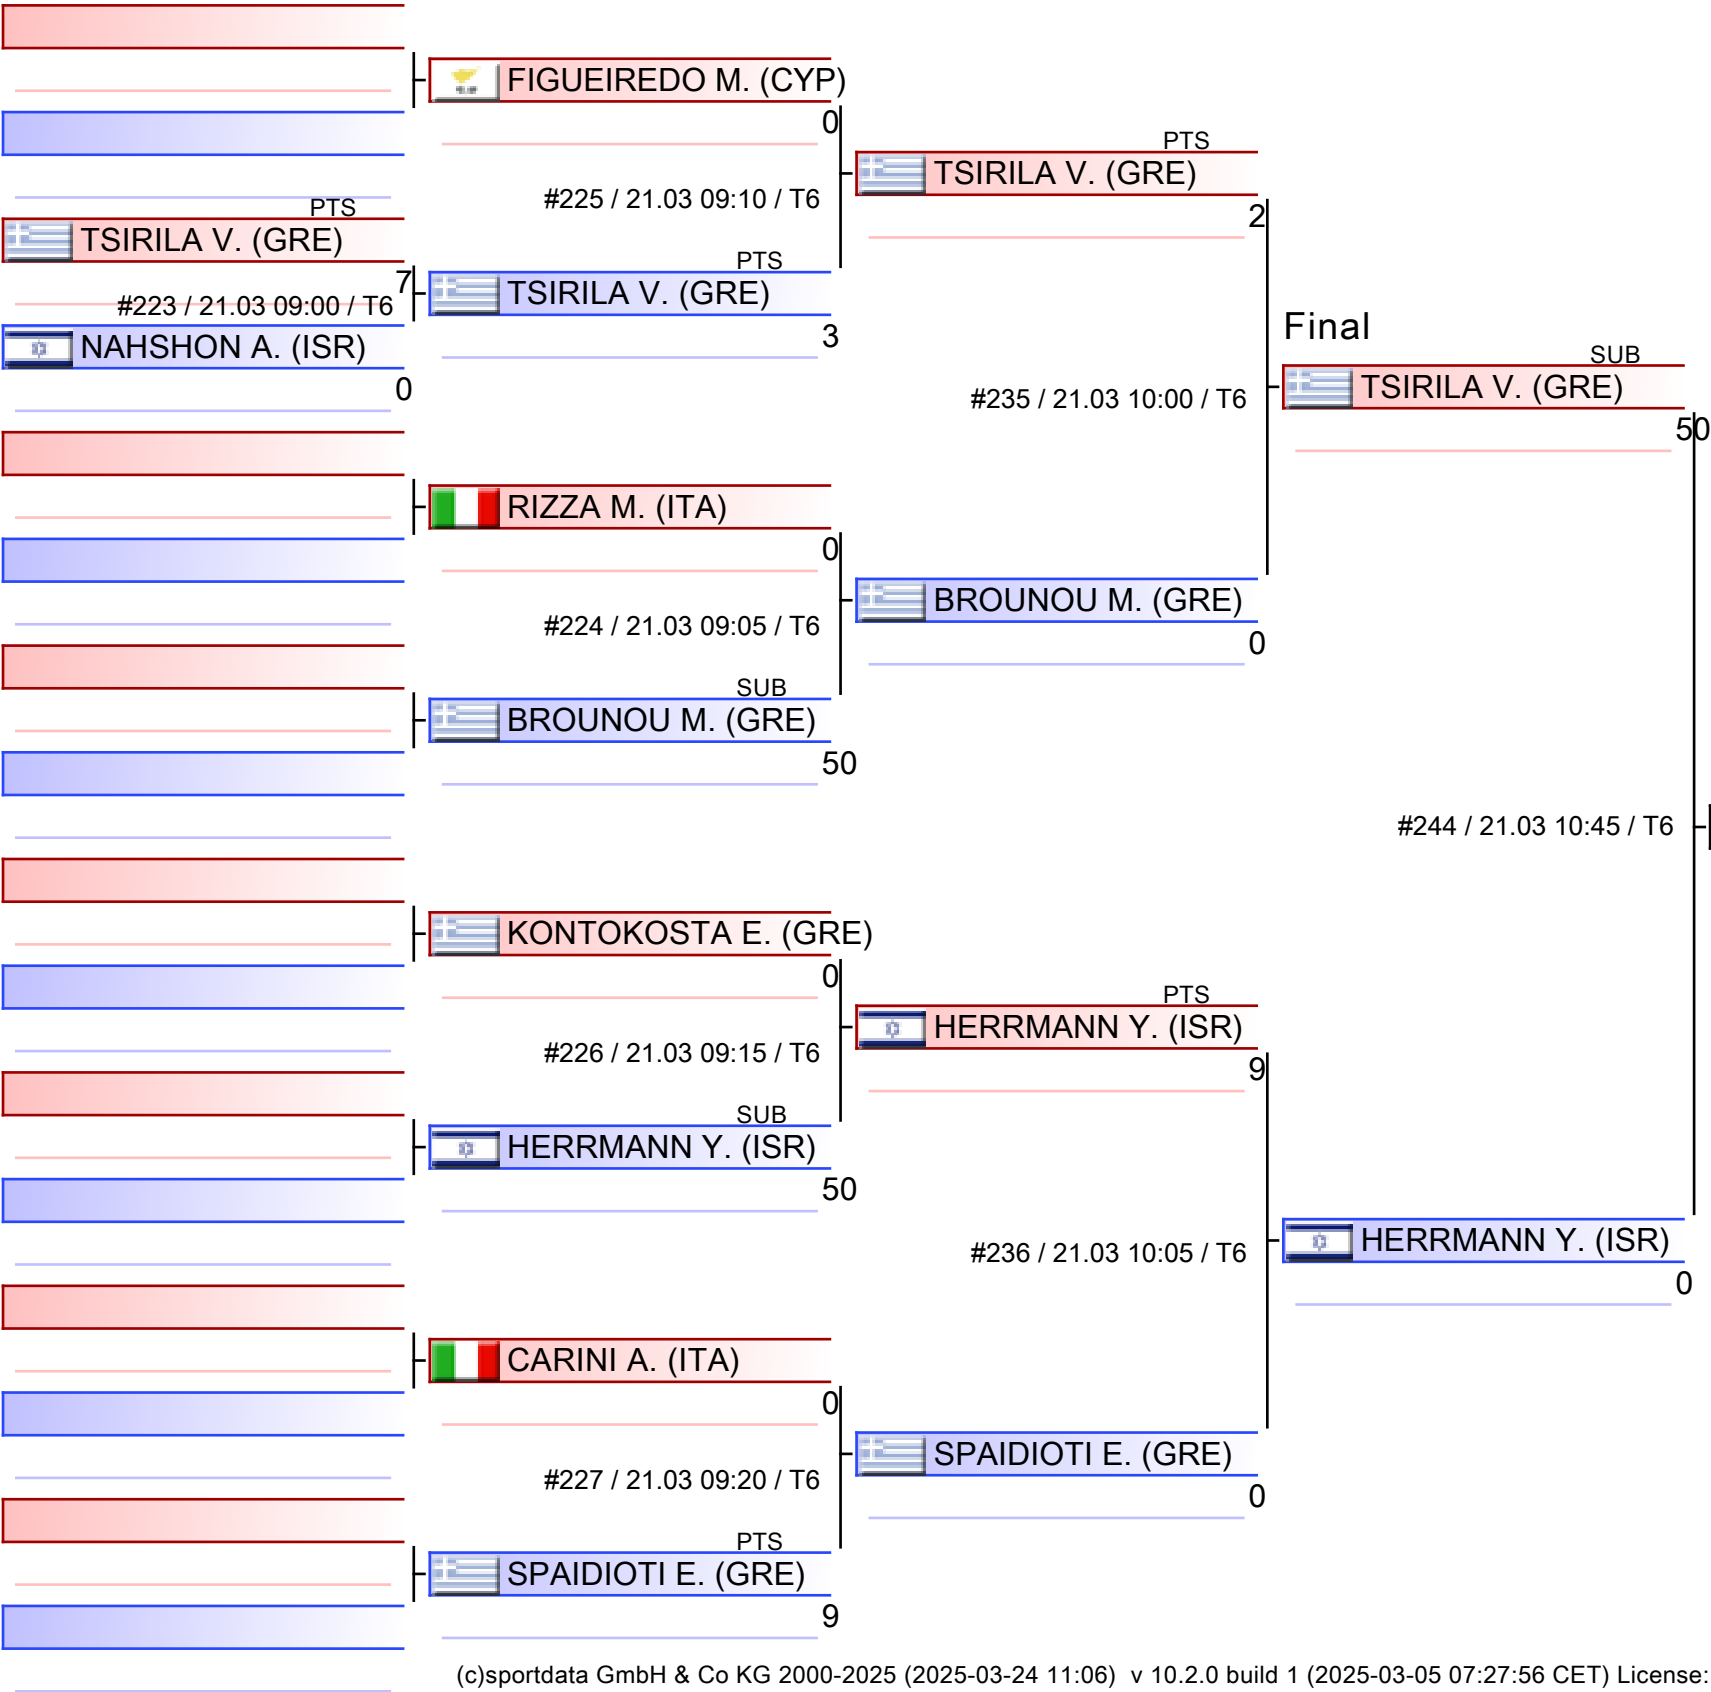 FIGUEIREDO M. (CYP)
0
PTS
TSIRILA V. (GRE)
#225 / 21.03 09:10 / T6
2
PTS
TSIRILA V. (GRE)
7
#223 / 21.03 09:00 / T6
PTS
TSIRILA V. (GRE)
3
NAHSHON A. (ISR)
0
Final
SUB
TSIRILA V. (GRE)
50
#235 / 21.03 10:00 / T6
RIZZA M. (ITA)
0
BROUNOU M. (GRE)
0
#224 / 21.03 09:05 / T6
SUB
BROUNOU M. (GRE)
50
#244 / 21.03 10:45 / T6
KONTOKOSTA E. (GRE)
0
PTS
HERRMANN Y. (ISR)
9
#226 / 21.03 09:15 / T6
SUB
HERRMANN Y. (ISR)
50
#236 / 21.03 10:05 / T6
HERRMANN Y. (ISR)
0
CARINI A. (ITA)
0
SPAIDIOTI E. (GRE)
0
#227 / 21.03 09:20 / T6
PTS
SPAIDIOTI E. (GRE)
9
(c)sportdata GmbH & Co KG 2000-2025 (2025-03-24 11:06) v 10.2.0 build 1 (2025-03-05 07:27:56 CET) License: